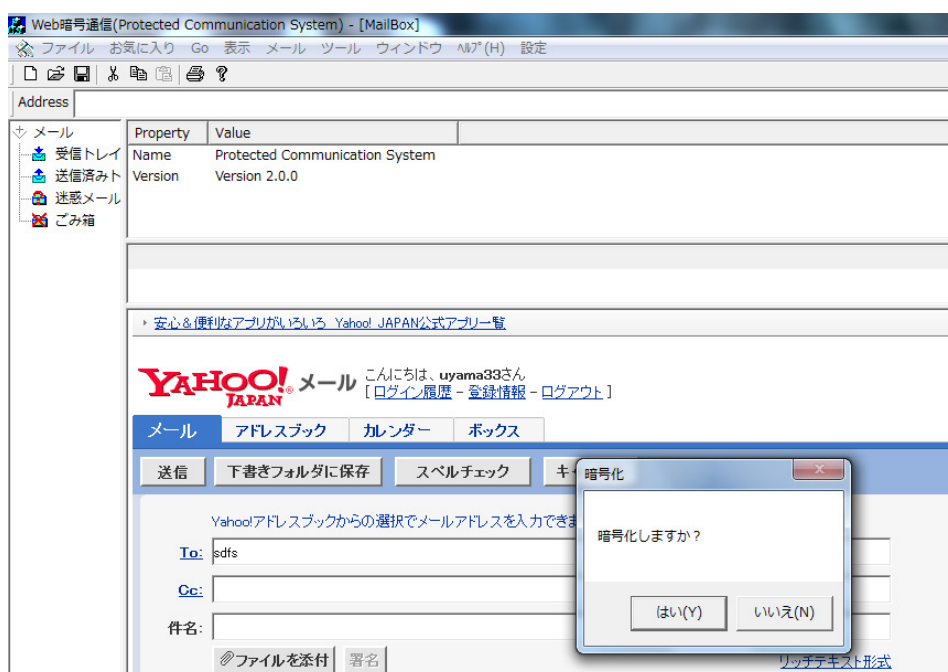 Web暗号通信(Protected Communication System) - [MailBox]
ファイル お気に入り Go 表示 メール ツール ウィンドウ ﾍﾙﾌﾟ(H) 設定
Address
メール
受信トレイ
送信済みト
迷惑メール
ごみ箱
Property Value
Name Protected Communication System
Version Version 2.0.0
安心&便利なアプリがいろいろ Yahoo! JAPAN公式アプリ一覧
YAHOO! JAPAN メール
こんにちは、uyama33さん
[ ログイン履歴 - 登録情報 - ログアウト ]
メール アドレスブック カレンダー ボックス
送信 下書きフォルダに保存 スペルチェック キ
Yahoo!アドレスブックからの選択でメールアドレスを入力できま
To: sdfs
Cc:
件名:
ファイルを添付 署名
リッチテキスト形式
暗号化
暗号化しますか?
はい(Y) いいえ(N)